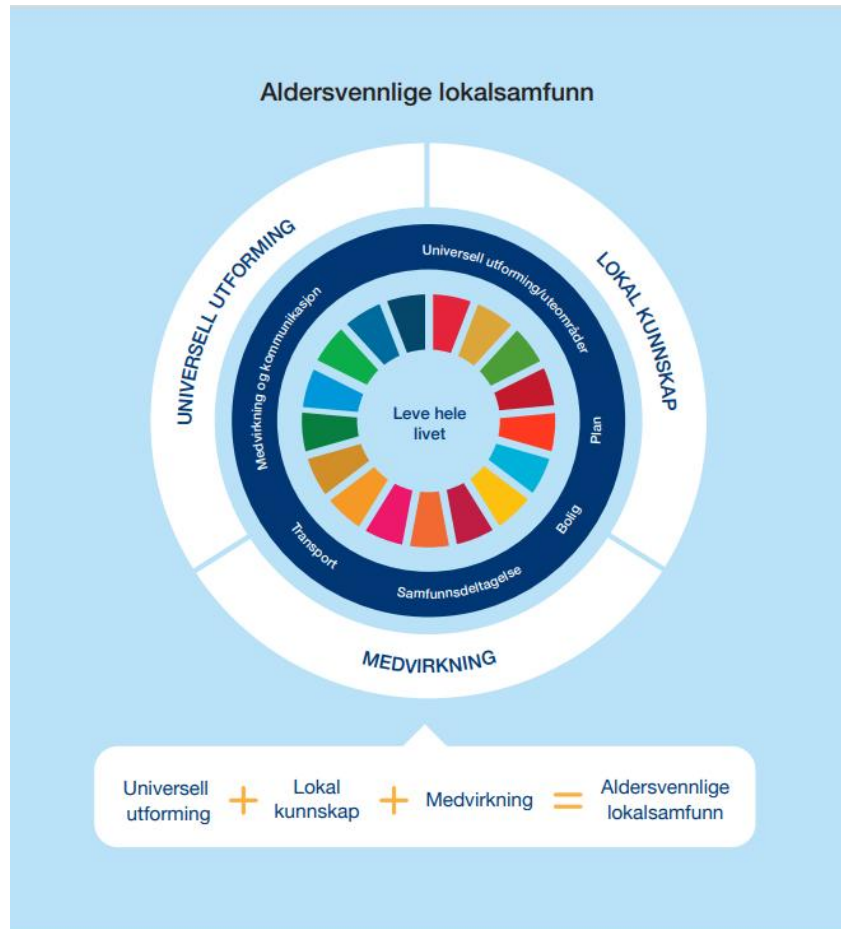 Aldersvennlige lokalsamfunn
UNIVERSELL UTFORMING
LOKAL KUNNSKAP
MEDVIRKNING
Universell utforming/uteområder
Plan
Bolig
Samfunnsdeltagelse
Transport
Medvirkning og kommunikasjon
Leve hele
livet
Universell
utforming
+
Lokal
kunnskap
+
Medvirkning
=
Aldersvennlige
lokalsamfunn